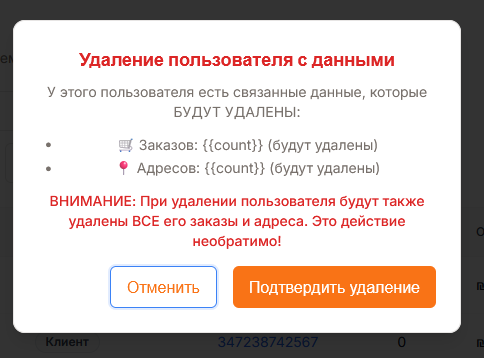 Удаление пользователя с данными
У этого пользователя есть связанные данные, которые
БУДУТ УДАЛЕНЫ:
• 🛒 Заказов: {{count}} (будут удалены)
• 📍 Адресов: {{count}} (будут удалены)
ВНИМАНИЕ: При удалении пользователя будут также
удалены ВСЕ его заказы и адреса. Это действие
необратимо!
Отменить Подтвердить удаление
Клиент 347238742567 0 ₪